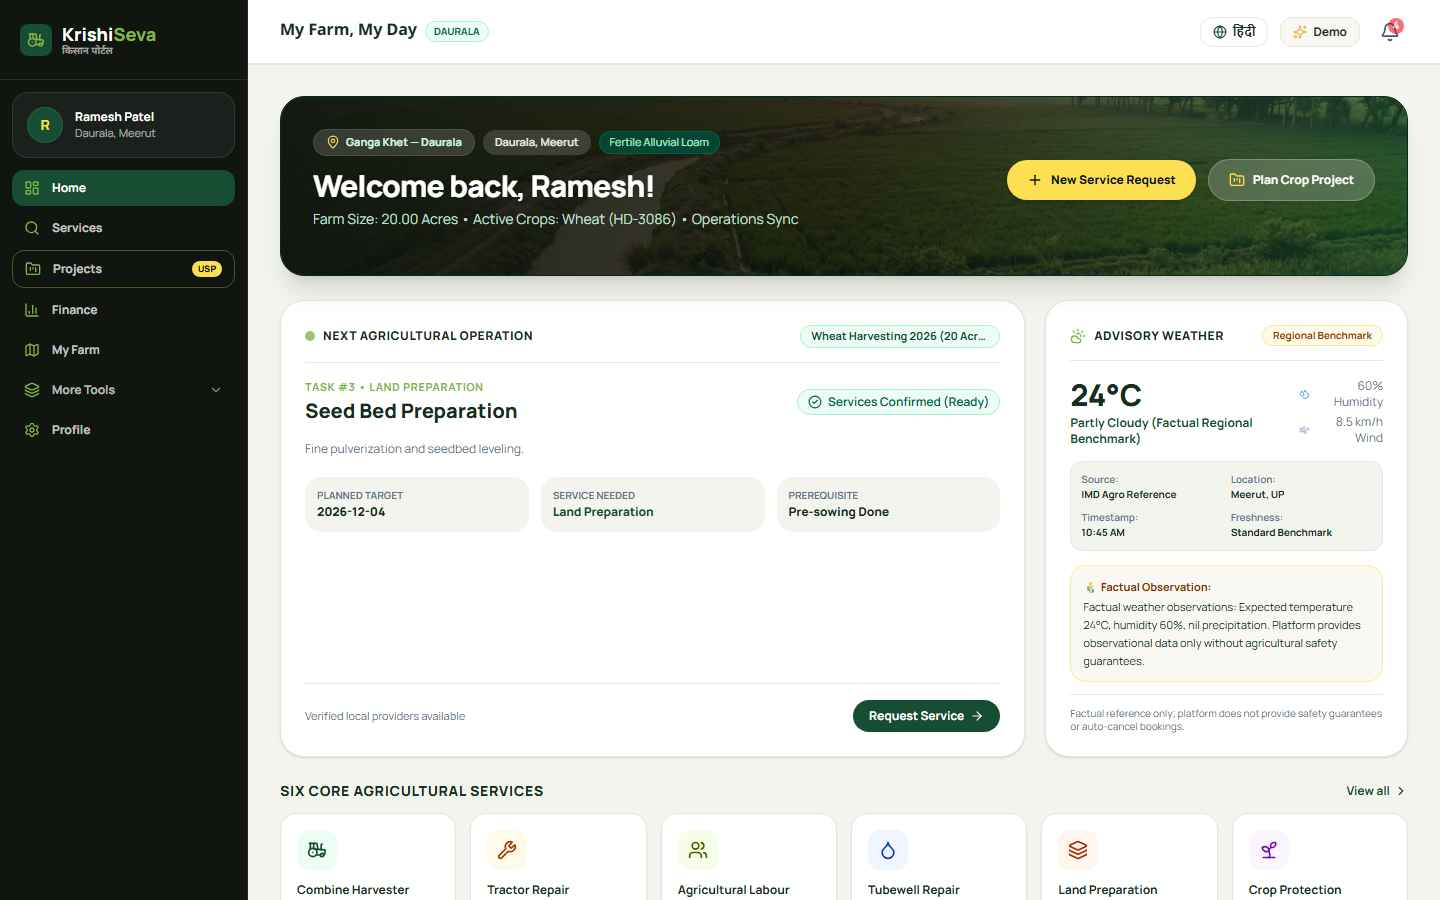 KrishiSeva
किसान पोर्टल
R
Ramesh Patel
Daurala, Meerut
Home
Services
Projects USP
Finance
My Farm
More Tools
Profile
My Farm, My Day DAURALA
हिंदी
Demo
4
Ganga Khet — Daurala
Daurala, Meerut
Fertile Alluvial Loam
Welcome back, Ramesh!
Farm Size: 20.00 Acres • Active Crops: Wheat (HD-3086) • Operations Sync
New Service Request
Plan Crop Project
NEXT AGRICULTURAL OPERATION
Wheat Harvesting 2026 (20 Acr...
TASK #3 • LAND PREPARATION
Seed Bed Preparation
Services Confirmed (Ready)
Fine pulverization and seedbed leveling.
PLANNED TARGET
2026-12-04
SERVICE NEEDED
Land Preparation
PREREQUISITE
Pre-sowing Done
Verified local providers available
Request Service
ADVISORY WEATHER
Regional Benchmark
24°C
Partly Cloudy (Factual Regional
Benchmark)
60%
Humidity
8.5 km/h
Wind
Source:
IMD Agro Reference
Location:
Meerut, UP
Timestamp:
10:45 AM
Freshness:
Standard Benchmark
Factual Observation:
Factual weather observations: Expected temperature
24°C, humidity 60%, nil precipitation. Platform provides
observational data only without agricultural safety
guarantees.
Factual reference only; platform does not provide safety guarantees
or auto-cancel bookings.
SIX CORE AGRICULTURAL SERVICES
View all
Combine Harvester
Tractor Repair
Agricultural Labour
Tubewell Repair
Land Preparation
Crop Protection